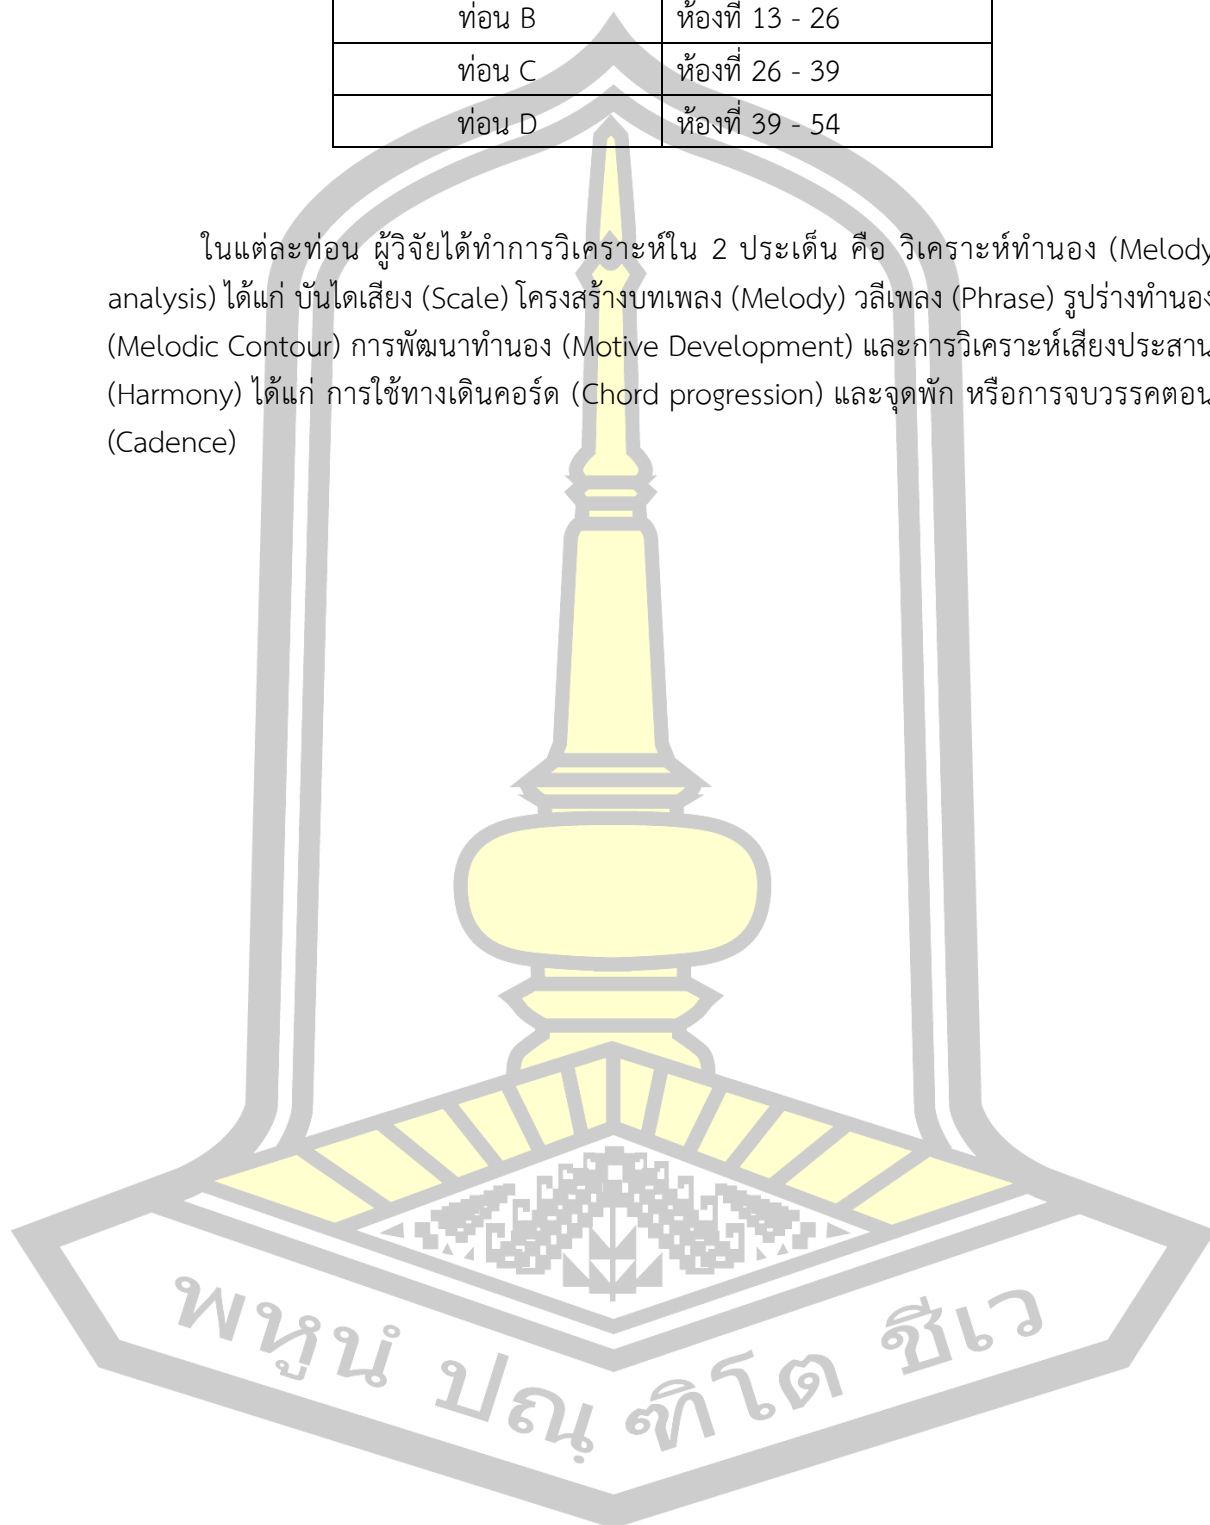 ท่อน B ห้องที่ 13 - 26
ท่อน C ห้องที่ 26 - 39
ท่อน D ห้องที่ 39 - 54
ในแต่ละท่อน ผู้วิจัยได้ทำการวิเคราะห์ใน 2 ประเด็น คือ วิเคราะห์ทำนอง (Melody
analysis) ได้แก่ บันไดเสียง (Scale) โครงสร้างบทเพลง (Melody) วลีเพลง (Phrase) รูปร่างทำนอง
(Melodic Contour) การพัฒนาทำนอง (Motive Development) และการวิเคราะห์เสียงประสาน
(Harmony) ได้แก่ การใช้ทางเดินคอร์ด (Chord progression) และจุดพัก หรือการจบวรรคตอน
(Cadence)
พหูนํ ปณฺฑิโต ชีเว